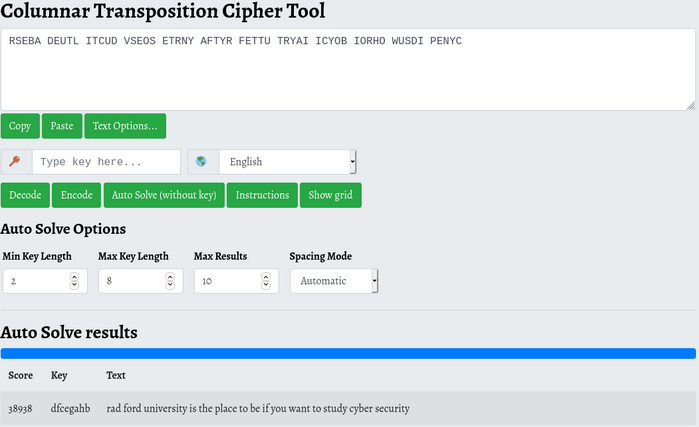 Columnar Transposition Cipher Tool
RSEBA DEUTL ITCUD VSEOS ETRNY AFTYR FETTU TRYAI ICYOB IORHO WUSDI PENYC
Copy Paste Text Options...
Type key here... English
Decode Encode Auto Solve (without key) Instructions Show grid
Auto Solve Options
Min Key Length Max Key Length Max Results Spacing Mode
2 8 10 Automatic
Auto Solve results
Score Key Text
38938 dfcegahb rad ford university is the place to be if you want to study cyber security